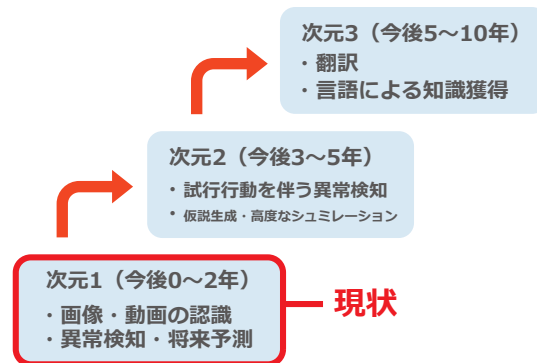 次元3（今後5～10年）
・翻訳
・言語による知識獲得
次元2（今後3～5年）
・試行行動を伴う異常検知
・仮説生成・高度なシュミレーション
次元1（今後0～2年）
・画像・動画の認識
・異常検知・将来予測
現状